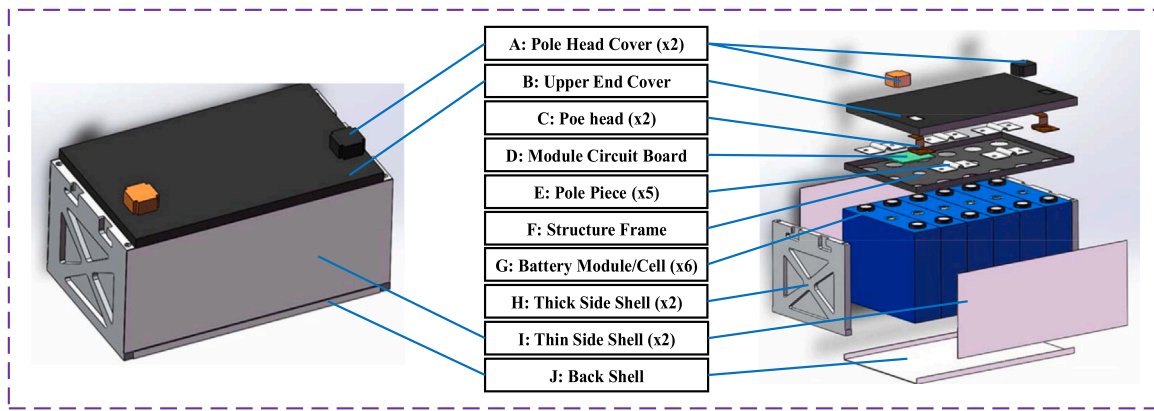 A: Pole Head Cover (x2)
B: Upper End Cover
C: Poe head (x2)
D: Module Circuit Board
E: Pole Piece (x5)
F: Structure Frame
G: Battery Module/Cell (x6)
H: Thick Side Shell (x2)
I: Thin Side Shell (x2)
J: Back Shell